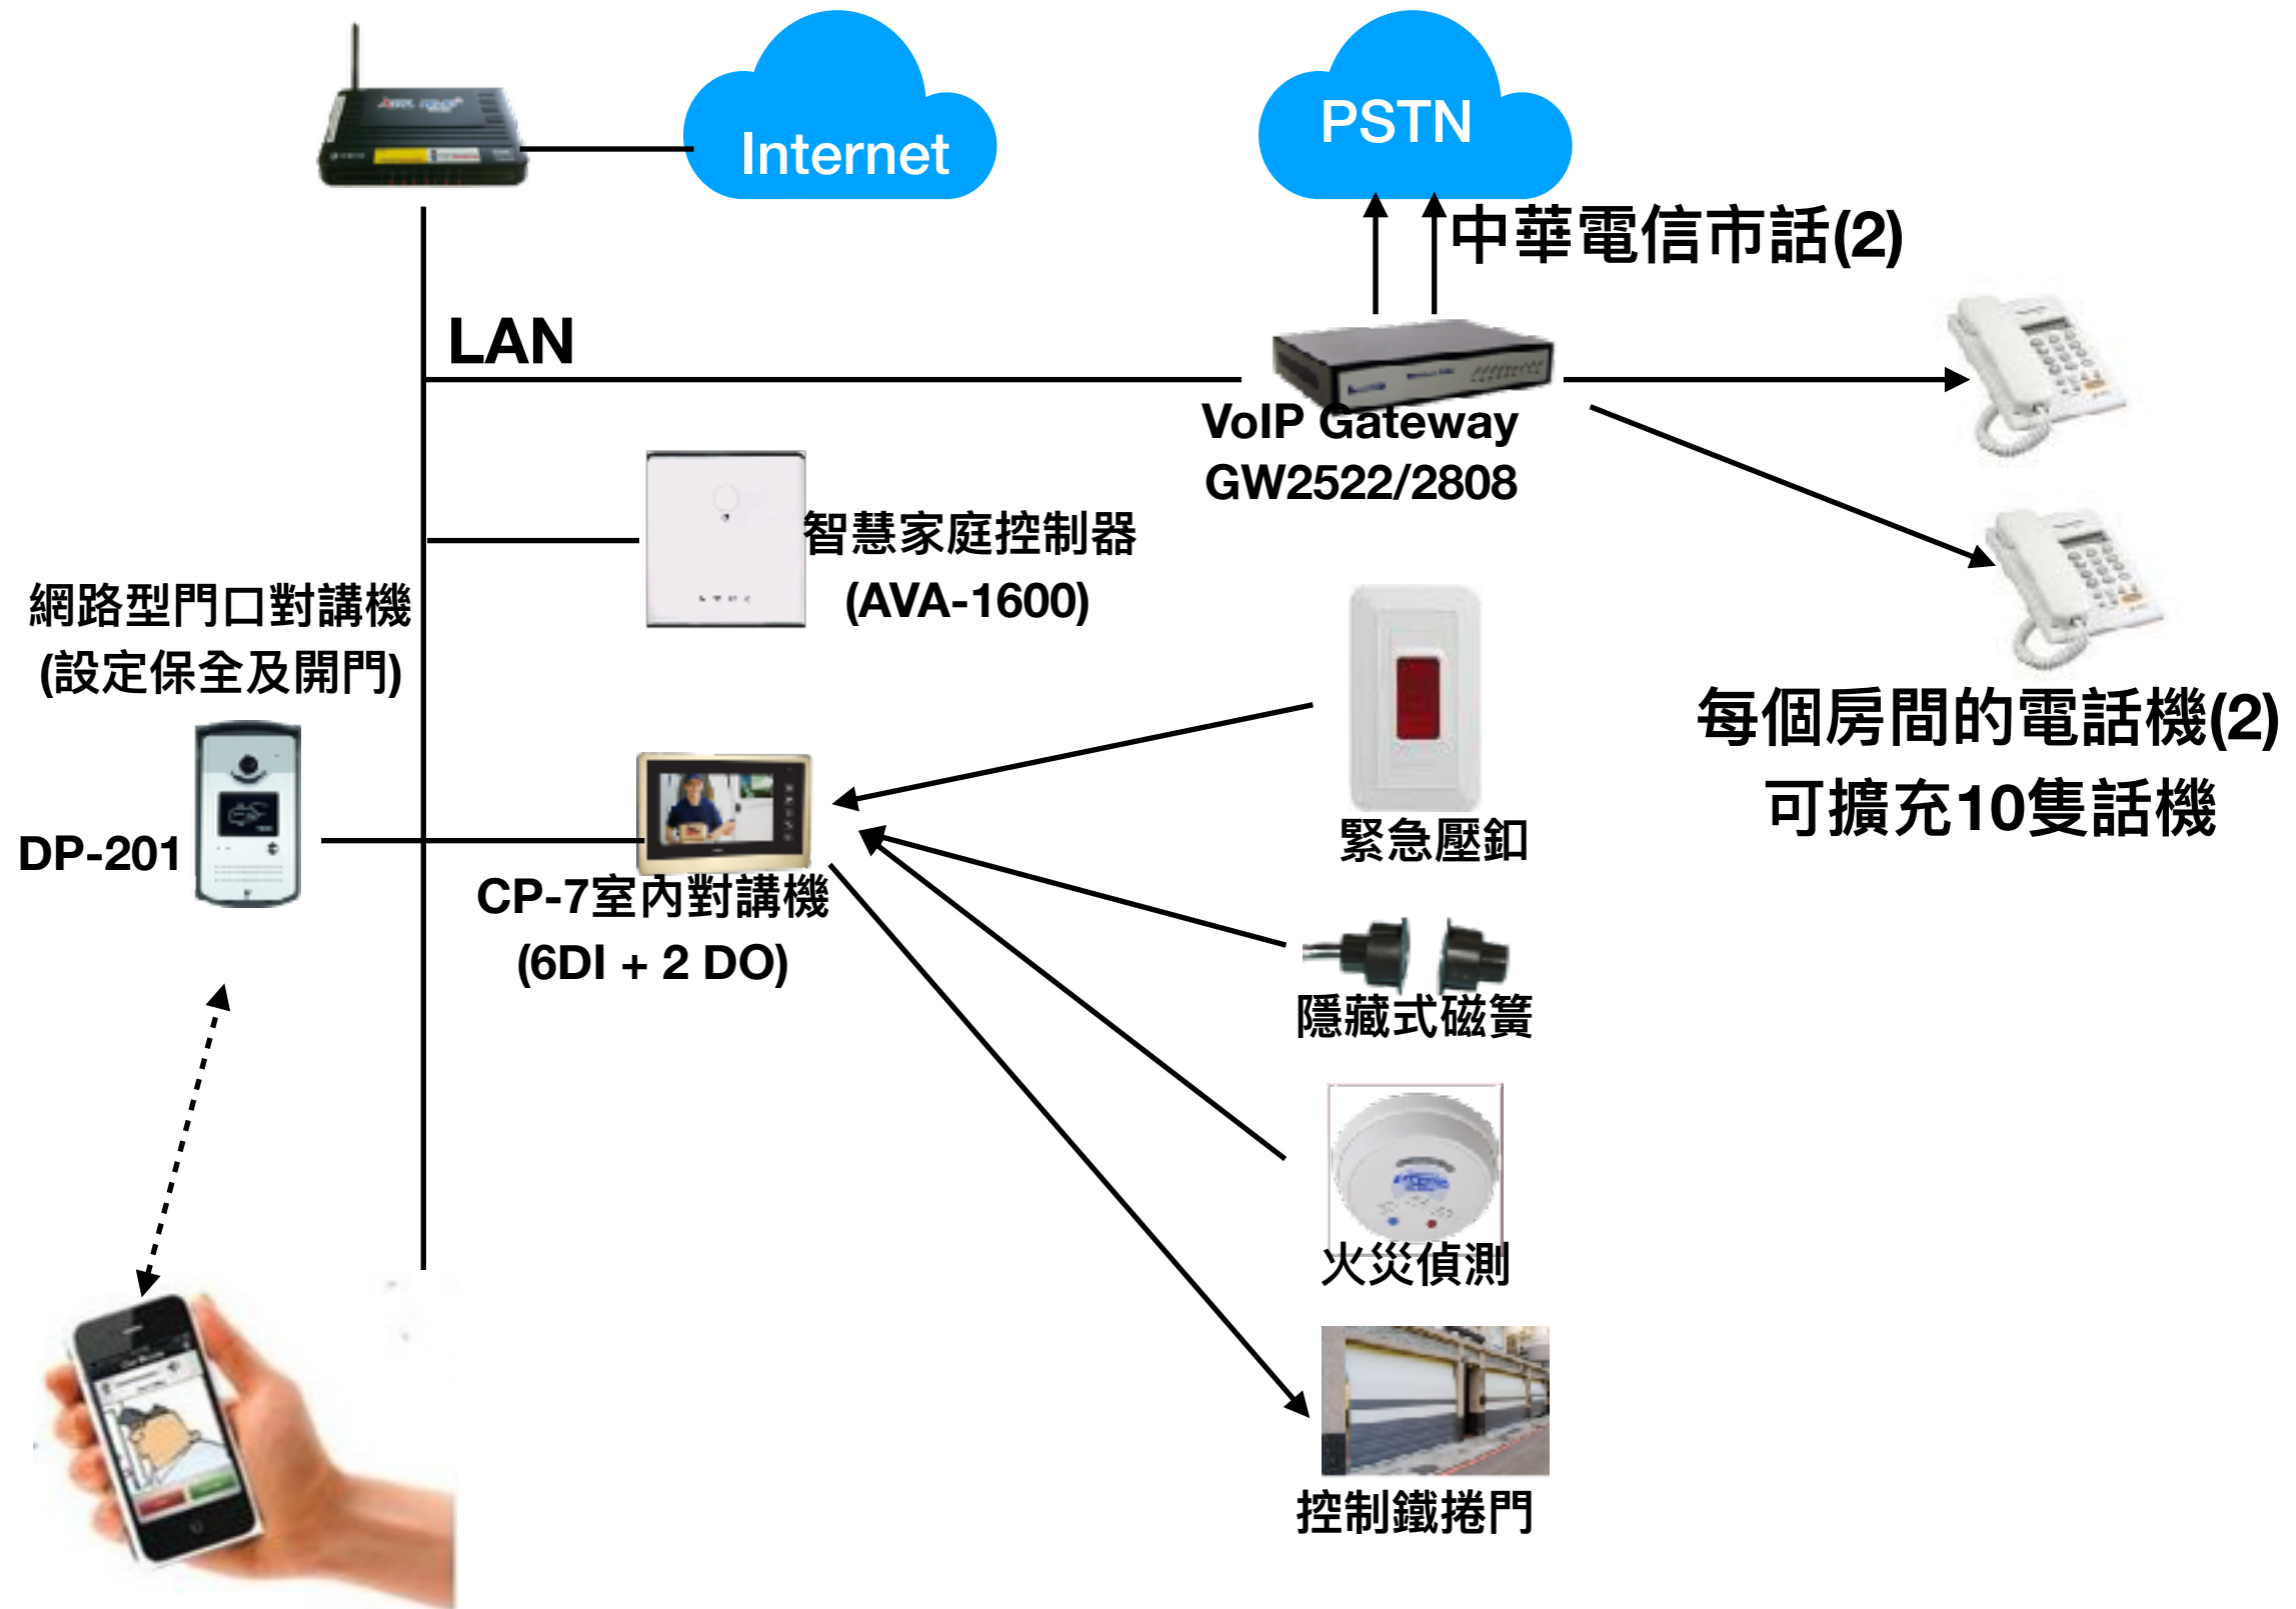 Internet
PSTN
中華電信市話(2)
LAN
VoIP Gateway
GW2522/2808
智慧家庭控制器
(AVA-1600)
網路型門口對講機
(設定保全及開門)
DP-201
CP-7室內對講機
(6DI + 2 DO)
緊急壓釦
隱藏式磁簧
火災偵測
控制鐵捲門
每個房間的電話機(2)
可擴充10隻話機